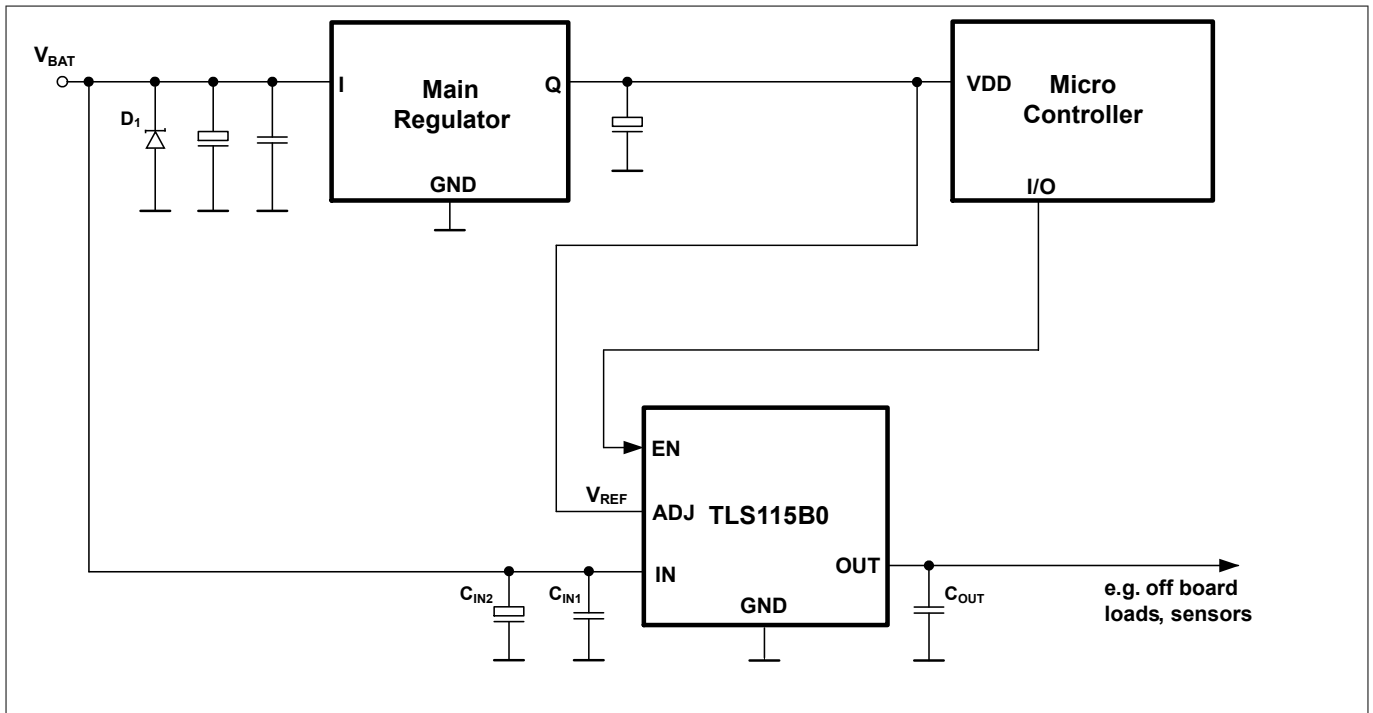 VBAT
D1
I
Main
Regulator
Q
GND
VDD
Micro
Controller
I/O
EN
VREF
ADJ
TLS115B0
IN
OUT
GND
CIN2
CIN1
COUT
e.g. off board
loads, sensors